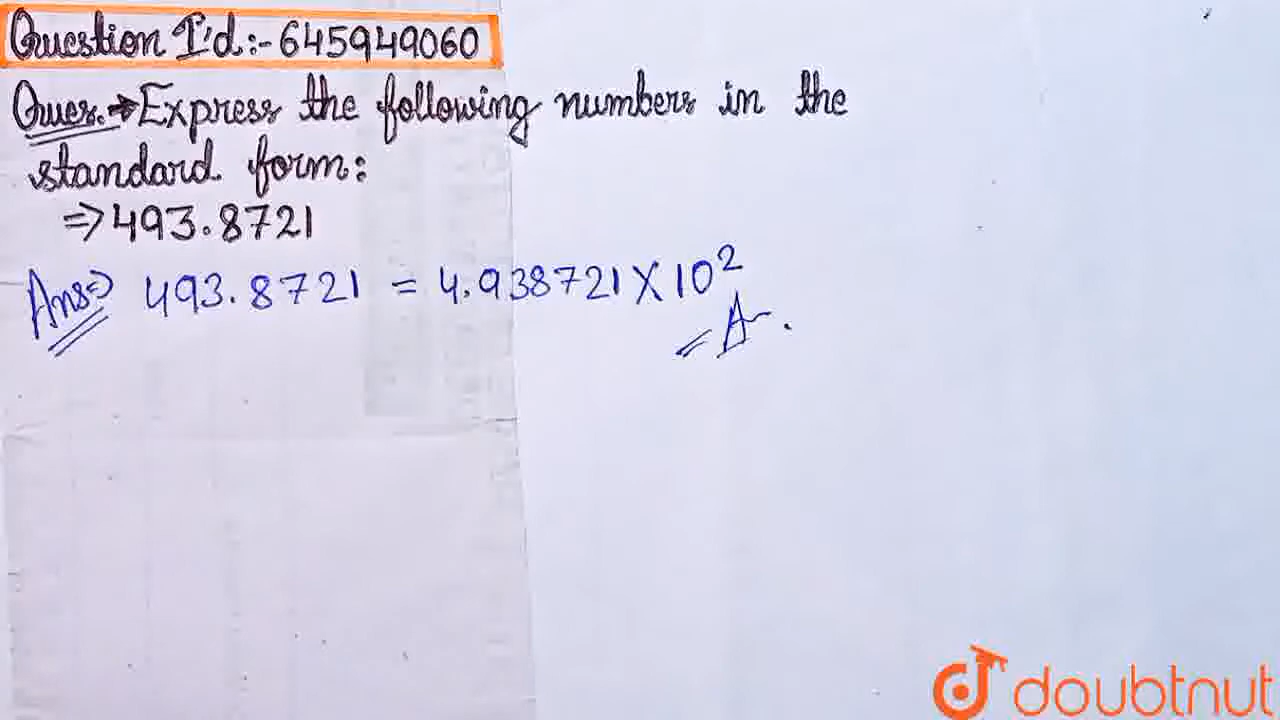 Question I'd:- 645949060
Ques. → Express the following numbers in the
standard form:
⇒ 493.8721
Ans ⇒ 493.8721 = 4.938721 × 10²
= A.
doubtnut